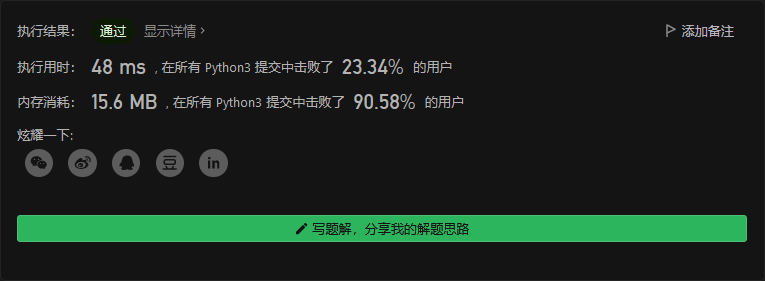 执行结果： 通过 显示详情 › 添加备注
执行用时： 48 ms , 在所有 Python3 提交中击败了 23.34% 的用户
内存消耗： 15.6 MB , 在所有 Python3 提交中击败了 90.58% 的用户
炫耀一下:
豆 in
写题解，分享我的解题思路